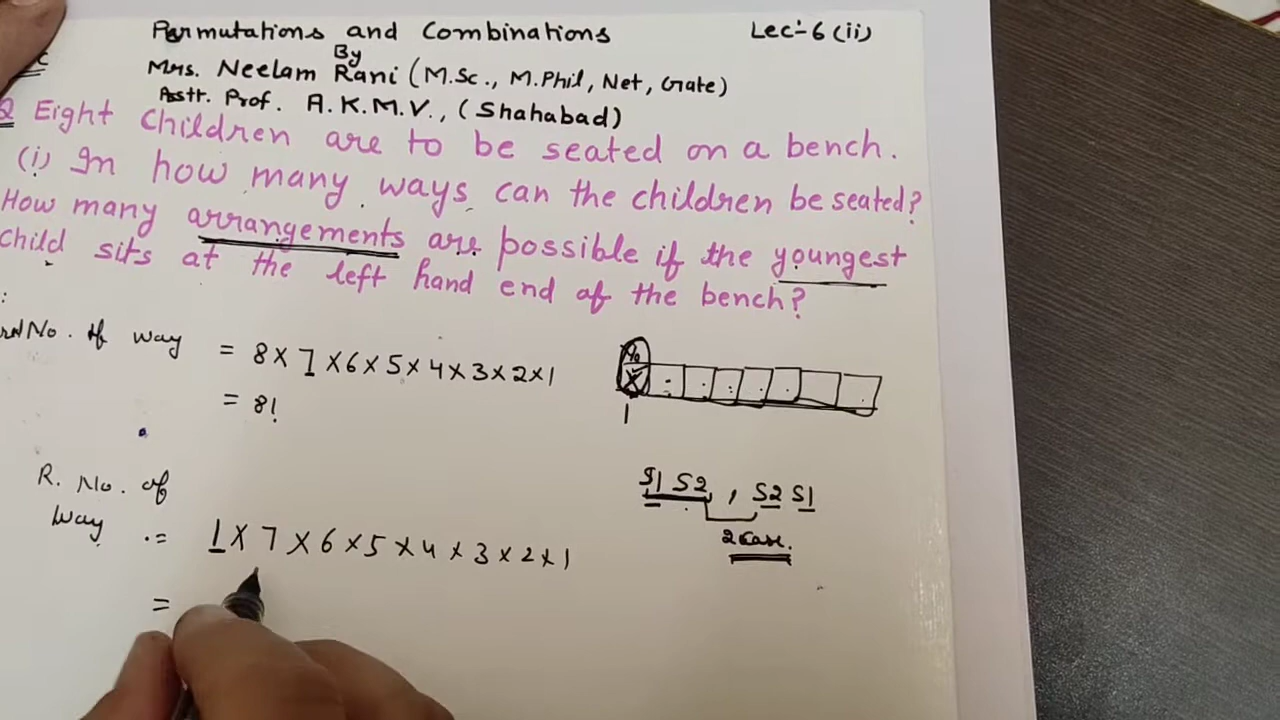 Permutations and Combinations Lec:-6 (ii)
By
Mrs. Neelam Rani (M.Sc., M.Phil, Net, Gate)
Asstt. Prof. A.K.M.V., (Shahabad)
Q Eight Children are to be seated on a bench.
(i) In how many ways can the children be seated?
How many arrangements are possible if the youngest
child sits at the left hand end of the bench?
No. of way = 8×7×6×5×4×3×2×1
= 8!
1
S1 S2, S2 S1
2 case.
R. No. of
Way = 1×7×6×5×4×3×2×1
=